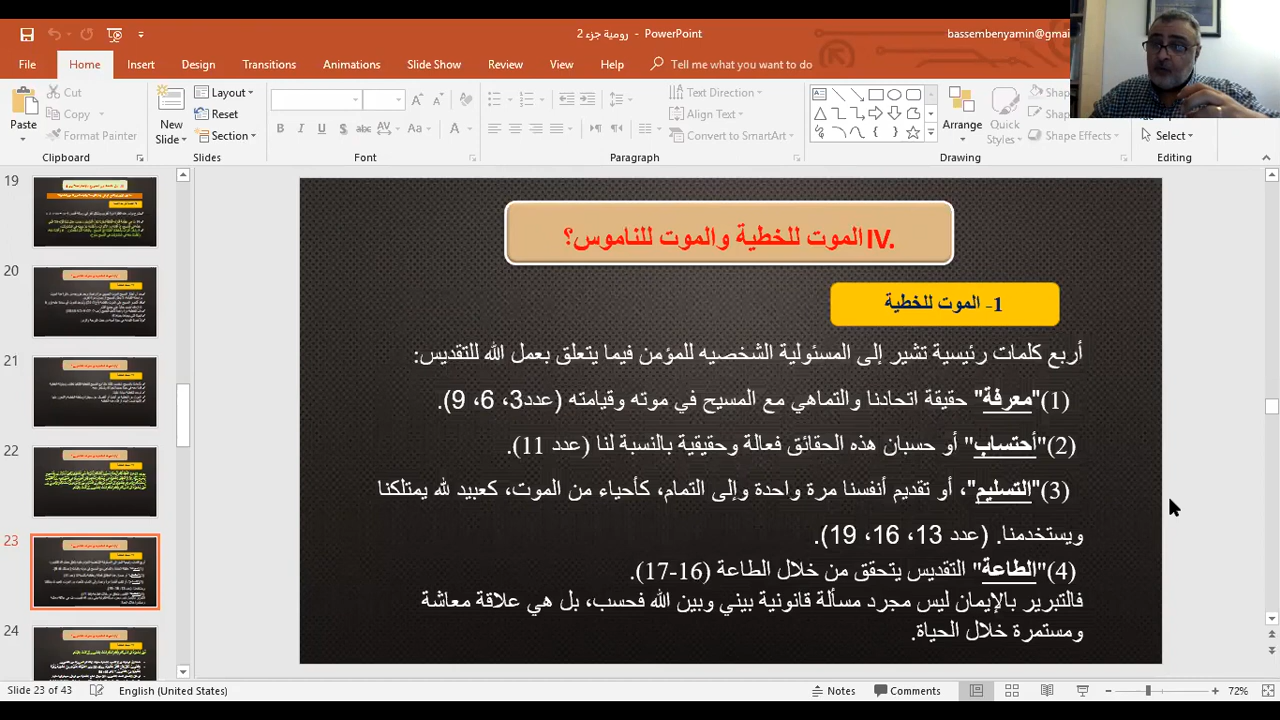 رومية جزء 2 - PowerPoint
bassembenyamin@gmai
File Home Insert Design Transitions Animations Slide Show Review View Help Tell me what you want to do
Paste
Cut
Copy
Format Painter
Clipboard
New Slide
Layout
Reset
Section
Slides
Font
Text Direction
Align Text
Convert to SmartArt
Paragraph
Arrange
Quick Styles
Shap
Shap
Shape Effects
Drawing
Select
Editing
19
20
21
22
23
24
IV. الموت للخطية والموت للناموس؟
1- الموت للخطية
أربع كلمات رئيسية تشير إلى المسئولية الشخصيه للمؤمن فيما يتعلق بعمل الله للتقديس:
(1)"معرفة" حقيقة اتحادنا والتماهي مع المسيح في موته وقيامته (عدد3، 6، 9).
(2)"أحتساب" أو حسبان هذه الحقائق فعالة وحقيقية بالنسبة لنا (عدد 11).
(3)"التسليم"، أو تقديم أنفسنا مرة واحدة وإلى التمام، كأحياء من الموت، كعبيد لله يمتلكنا
ويستخدمنا. (عدد 13، 16، 19).
(4)"الطاعة" التقديس يتحقق من خلال الطاعة (16-17).
فالتبرير بالإيمان ليس مجرد مسألة قانونية بيني وبين الله فحسب، بل هي علاقة معاشة
ومستمرة خلال الحياة.
Slide 23 of 43 English (United States) Notes Comments 72%